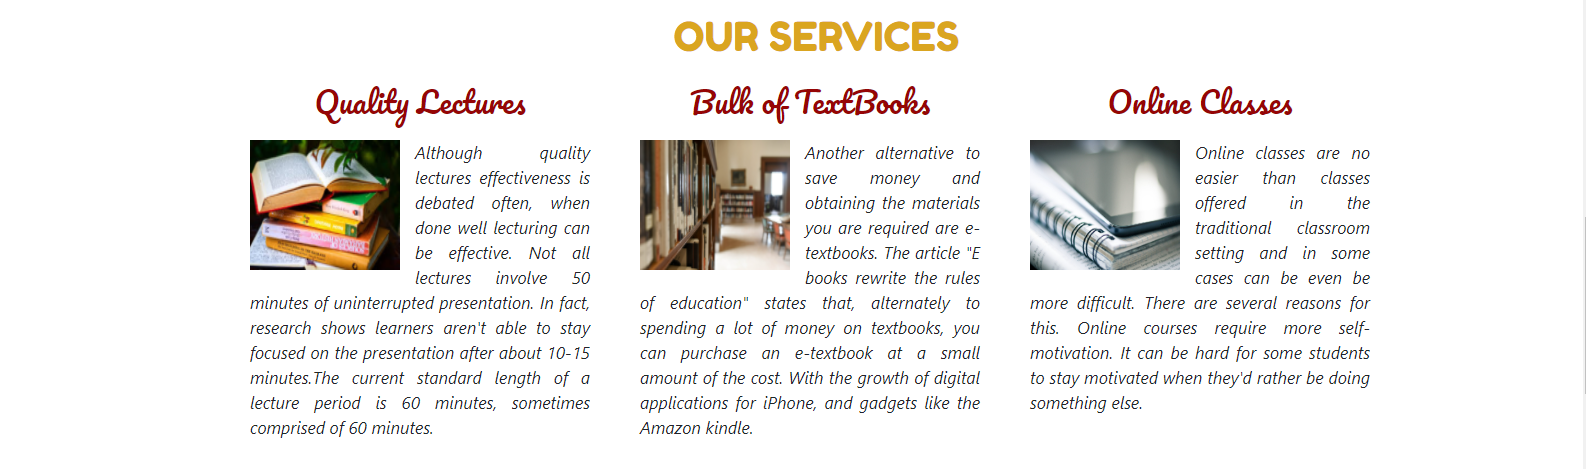 OUR SERVICES
Quality Lectures
Although quality
lectures effectiveness is
debated often, when
done well lecturing can
be effective. Not all
lectures involve 50
minutes of uninterrupted presentation. In fact,
research shows learners aren't able to stay
focused on the presentation after about 10-15
minutes.The current standard length of a
lecture period is 60 minutes, sometimes
comprised of 60 minutes.
Bulk of TextBooks
Another alternative to
save money and
obtaining the materials
you are required are e-
textbooks. The article "E
books rewrite the rules
of education" states that, alternately to
spending a lot of money on textbooks, you
can purchase an e-textbook at a small
amount of the cost. With the growth of digital
applications for iPhone, and gadgets like the
Amazon kindle.
Online Classes
Online classes are no
easier than classes
offered in the
traditional classroom
setting and in some
cases can be even be
more difficult. There are several reasons for
this. Online courses require more self-
motivation. It can be hard for some students
to stay motivated when they'd rather be doing
something else.